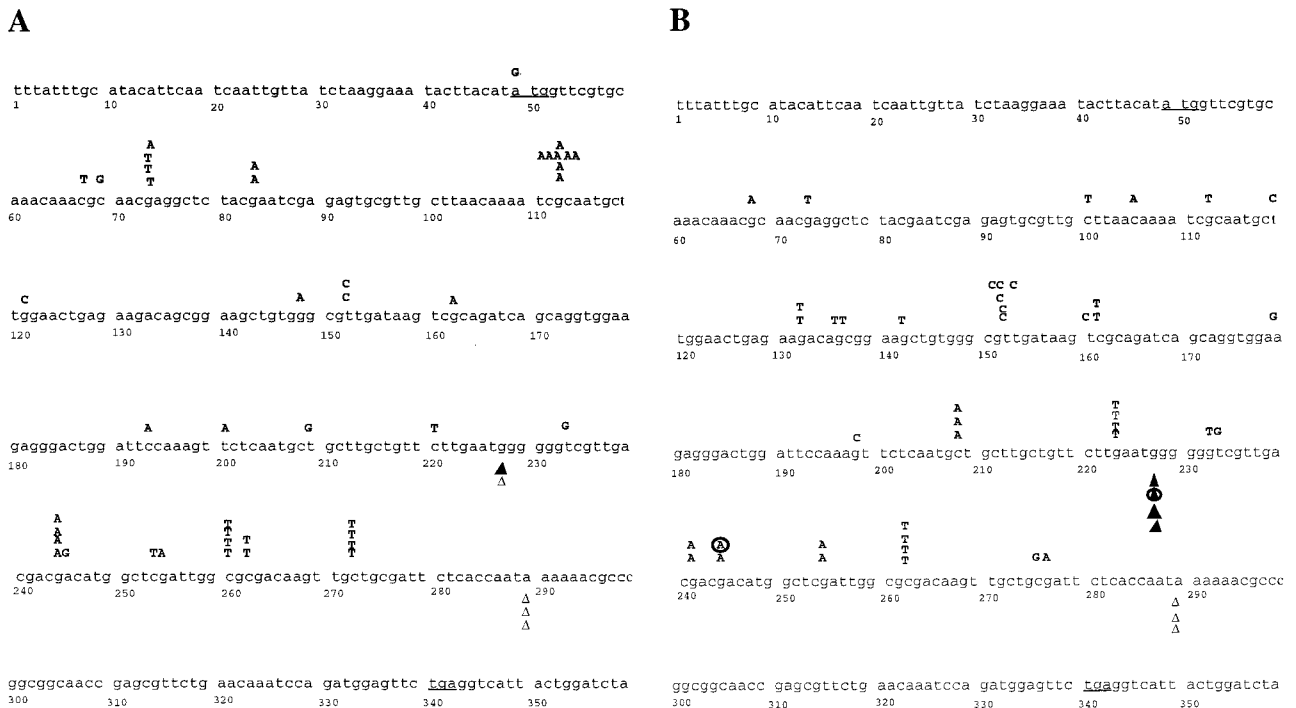 A
G
tttatttgc atacattcaa tcaattgtta tctaaggaaa tacttacata tggttcgtgc
1 10 20 30 40 50
A
T
T A A AAAAA
T G T A A A
aaacaaacgc aacgaggctc tacgaatcga gagtgcgttg cttaacaaaa tcgcaatgct
60 70 80 90 100 110
C
C A C A
tggaactgag aagacagcgg aagctgtggg cgttgataag tcgcagatca gcaggtggaa
120 130 140 150 160 170
A A G T G
gagggactgg attccaaagt tctcaatgct gcttgctgtt cttgaatggg gggtcgttga
180 190 200 210 220 230
▲
Δ
A
A T T
A T T T T
AG TA T T T
cgacgacatg gctcgattgg cgcgacaagt tgctgcgatt ctcaccaata aaaaacgccc
240 250 260 270 280 290
Δ
Δ
Δ
ggcggcaacc gagcgttctg aacaaatcca gatggagttc tgaggtcatt actggatcta
300 310 320 330 340 350
B
tttatttgc atacattcaa tcaattgtta tctaaggaaa tacttacata tggttcgtgc
1 10 20 30 40 50
A T T A T C
aaacaaacgc aacgaggctc tacgaatcga gagtgcgttg cttaacaaaa tcgcaatgct
60 70 80 90 100 110
CC C
T C T
T TT T C C T G
tggaactgag aagacagcgg aagctgtggg cgttgataag tcgcagatca gcaggtggaa
120 130 140 150 160 170
A T
A T
C A T TG
gagggactgg attccaaagt tctcaatgct gcttgctgtt cttgaatggg gggtcgttga
180 190 200 210 220 230
▲
▲
▲
▲
T
A A A T
A A A T GA
cgacgacatg gctcgattgg cgcgacaagt tgctgcgatt ctcaccaata aaaaacgccc
240 250 260 270 280 290
Δ
Δ
Δ
ggcggcaacc gagcgttctg aacaaatcca gatggagttc tgaggtcatt actggatcta
300 310 320 330 340 350